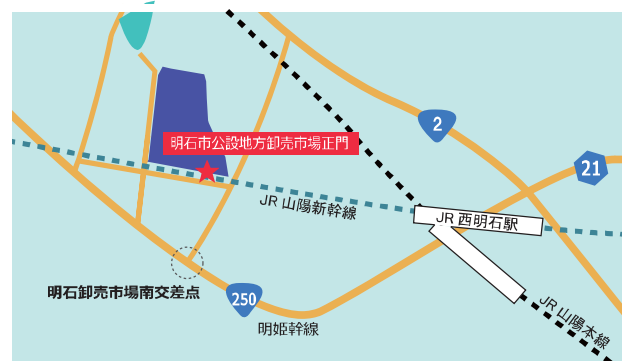 2
21
明石市公設地方卸売市場正門
JR 山陽新幹線
JR 西明石駅
明石卸売市場南交差点
250
明姫幹線
JR 山陽本線